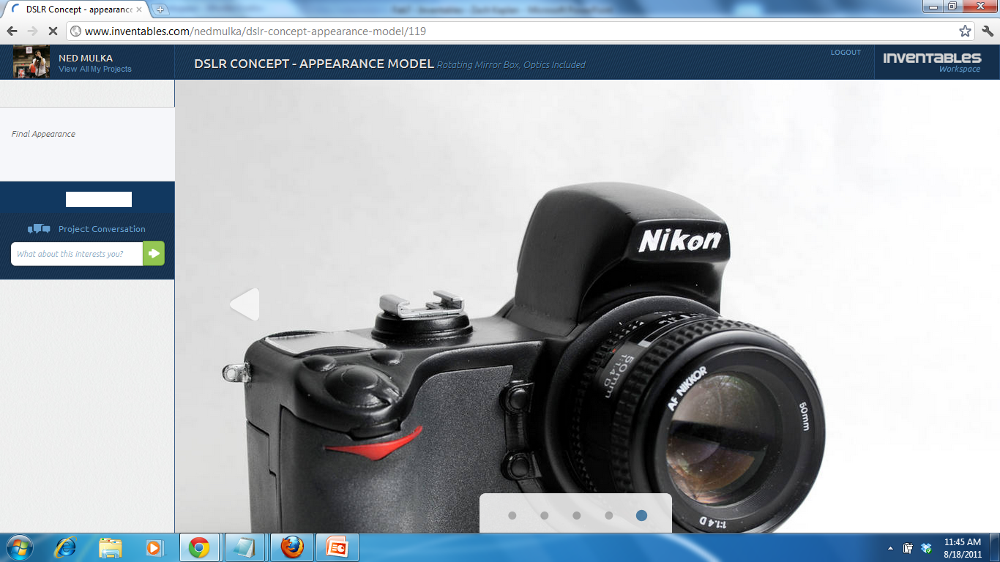 DSLR Concept - appearance
www.inventables.com/nedmulka/dslr-concept-appearance-model/119
NED MULKA
View All My Projects
DSLR CONCEPT - APPEARANCE MODEL Rotating Mirror Box, Optics Included
LOGOUT
INVENTABLES
Workspace
Final Appearance
Project Conversation
What about this interests you?
Nikon
50mm
1:1.4 D
AF NIKKOR
50mm
1:1.4 D
11:45 AM
8/18/2011